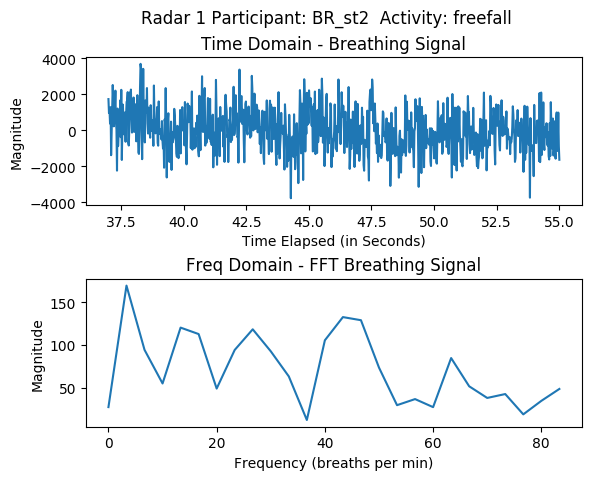 Radar 1 Participant: BR_st2  Activity: freefall
Time Domain - Breathing Signal
4000
2000
0
−2000
−4000
Magnitude
37.5 40.0 42.5 45.0 47.5 50.0 52.5 55.0
Time Elapsed (in Seconds)
Freq Domain - FFT Breathing Signal
150
100
50
Magnitude
0 20 40 60 80
Frequency (breaths per min)